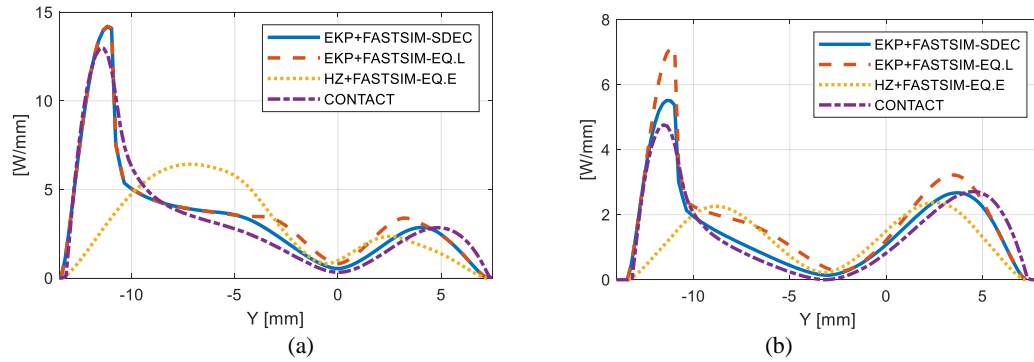 15
10
5
0
[W/mm]
EKP+FASTSIM-SDEC
EKP+FASTSIM-EQ.L
HZ+FASTSIM-EQ.E
CONTACT
-10
-5
0
5
Y [mm]
(a)
8
6
4
2
0
[W/mm]
EKP+FASTSIM-SDEC
EKP+FASTSIM-EQ.L
HZ+FASTSIM-EQ.E
CONTACT
-10
-5
0
5
Y [mm]
(b)